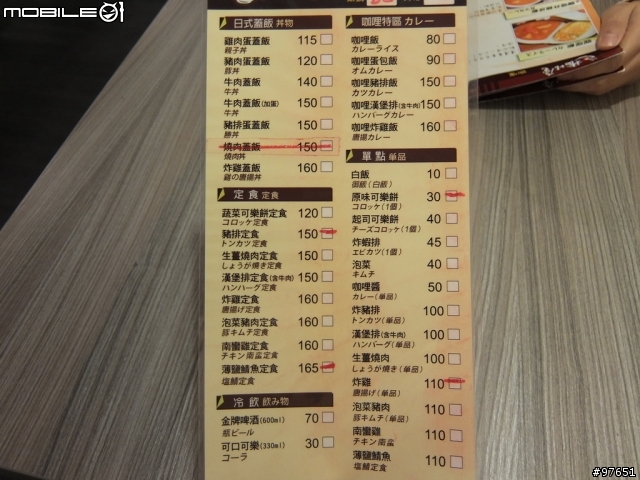 MOBILE01
日式蓋飯 丼物
雞肉蛋蓋飯 115
親子丼
豬肉蛋蓋飯 120
豚丼
牛肉蓋飯 140
牛丼
牛肉蛋蓋飯(加蛋) 150
牛丼
豬排蛋蓋飯 150
勝丼
燒肉蓋飯 150
燒肉丼
炸雞蓋飯 160
雞の唐揚丼
定食 定食
蔬菜可樂餅定食 120
コロッケ定食
豬排定食 150
トンカツ定食
生薑燒肉定食 150
しょうが焼き定食
漢堡排定食(含牛肉) 150
ハンバーグ定食
炸雞定食 160
唐揚げ定食
泡菜豬肉定食 160
豚キムチ定食
南蠻雞定食 160
チキン南蛮定食
薄鹽鯖魚定食 165
塩鯖定食
冷飲 飲み物
金牌啤酒(600ml) 70
瓶ビール
可口可樂(330ml) 30
コーラ
咖哩特區 カレー
咖哩飯 80
カレーライス
咖哩蛋包飯 90
オムカレー
咖哩豬排飯 150
カツカレー
咖哩漢堡排(含牛肉) 150
ハンバーグカレー
咖哩炸雞飯 160
唐揚カレー
單點 單品
白飯 10
御飯(白飯)
原味可樂餅 30
コロッケ(1個)
起司可樂餅 40
チーズコロッケ(1個)
炸蝦排 45
エビカツ(1個)
泡菜 40
キムチ
咖哩醬 50
カレー(単品)
炸豬排 100
トンカツ(単品)
漢堡排(含牛肉) 100
ハンバーグ(単品)
生薑燒肉 100
しょうが焼き(単品)
炸雞 110
唐揚げ(単品)
泡菜豬肉 110
豚キムチ(単品)
南蠻雞 110
チキン南蛮
薄鹽鯖魚 110
塩鯖定食
#97651